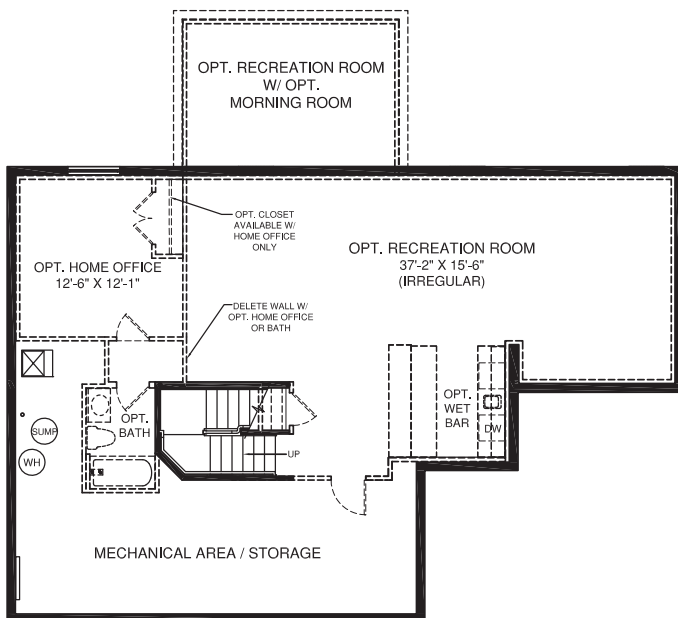 OPT. RECREATION ROOM
W/ OPT.
MORNING ROOM
OPT. CLOSET
AVAILABLE W/
HOME OFFICE
ONLY
OPT. HOME OFFICE
12'-6" X 12'-1"
OPT. RECREATION ROOM
37'-2" X 15'-6"
(IRREGULAR)
DELETE WALL W/
OPT. HOME OFFICE
OR BATH
OPT.
BATH
OPT.
WET
BAR
DW
SUMP
WH
UP
MECHANICAL AREA / STORAGE